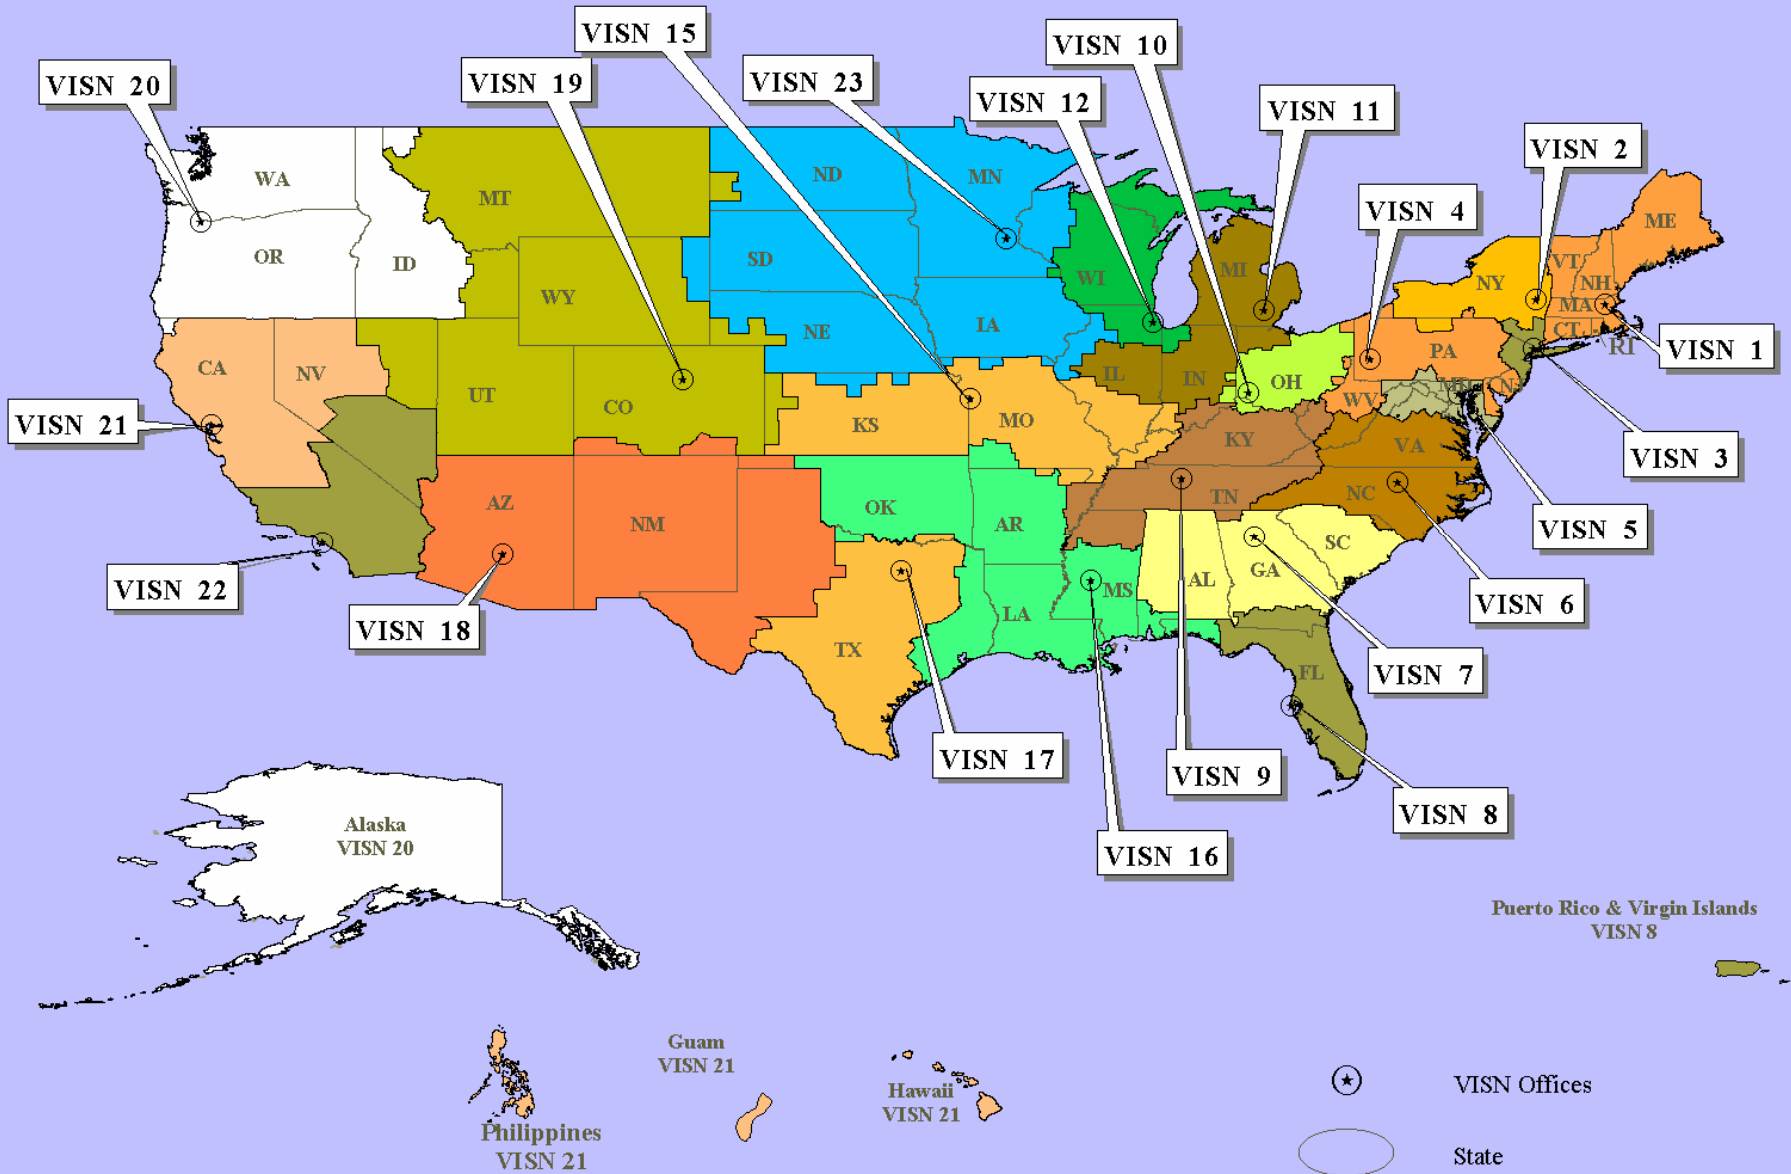 VISN 15
VISN 10
VISN 20
VISN 19
VISN 23
VISN 12
VISN 11
VISN 2
VISN 4
WA
MT
ND
MN
ME
OR
ID
SD
WI
MI
VT
NH
NY
MA
WY
NE
IA
CT
RI
VISN 1
CA
NV
PA
UT
CO
IL
IN
OH
MD
NJ
WV
VISN 21
KS
MO
KY
VA
VISN 3
AZ
NM
OK
AR
TN
NC
VISN 5
SC
VISN 22
AL
GA
MS
VISN 6
LA
VISN 18
TX
FL
VISN 7
VISN 17
VISN 9
VISN 8
VISN 16
Alaska
VISN 20
Puerto Rico & Virgin Islands
VISN 8
Guam
VISN 21
Hawaii
VISN 21
Philippines
VISN 21
VISN Offices
State